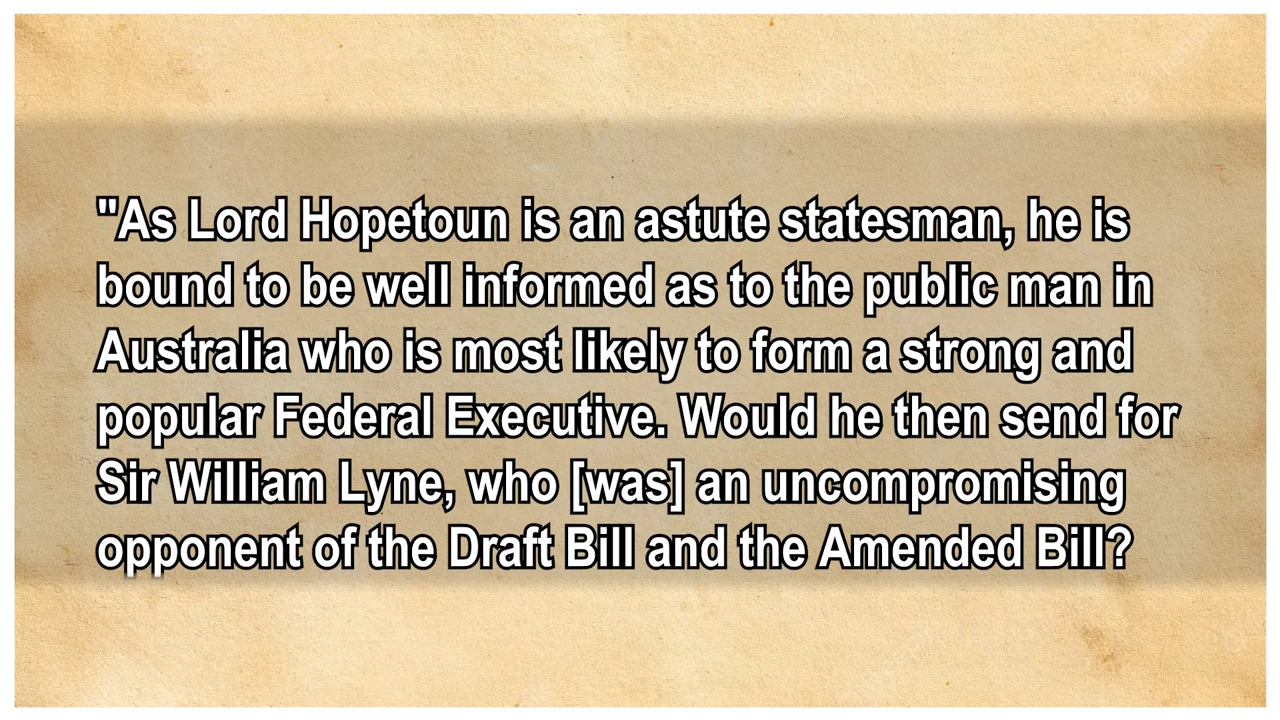 "As Lord Hopetoun is an astute statesman, he is
bound to be well informed as to the public man in
Australia who is most likely to form a strong and
popular Federal Executive. Would he then send for
Sir William Lyne, who [was] an uncompromising
opponent of the Draft Bill and the Amended Bill?